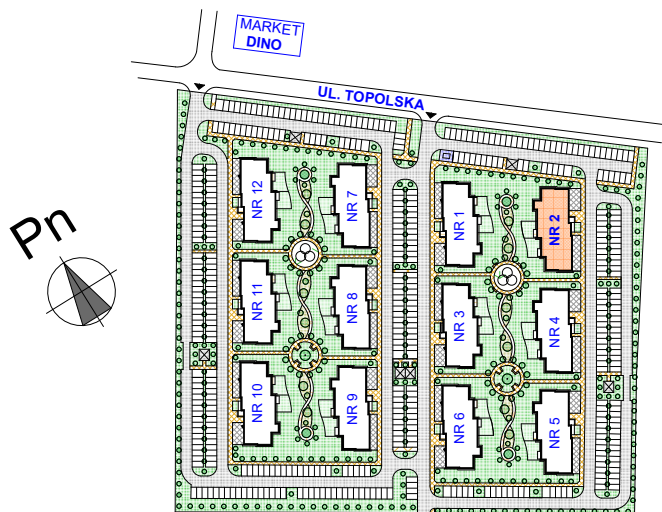 MARKET
DINO
UL. TOPOLSKA
Pn
NR 12
NR 7
NR 1
NR 2
NR 11
NR 8
NR 3
NR 4
NR 10
NR 9
NR 6
NR 5